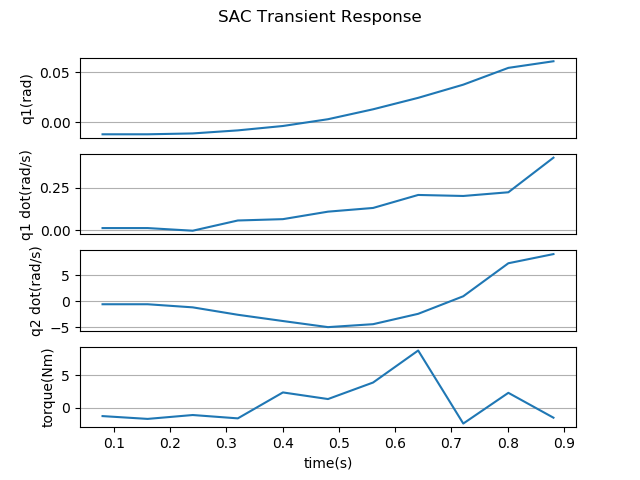 SAC Transient Response
q1(rad)
0.05
0.00
q1 dot(rad/s)
0.25
0.00
q2 dot(rad/s)
5
0
−5
torque(Nm)
5
0
0.1 0.2 0.3 0.4 0.5 0.6 0.7 0.8 0.9
time(s)